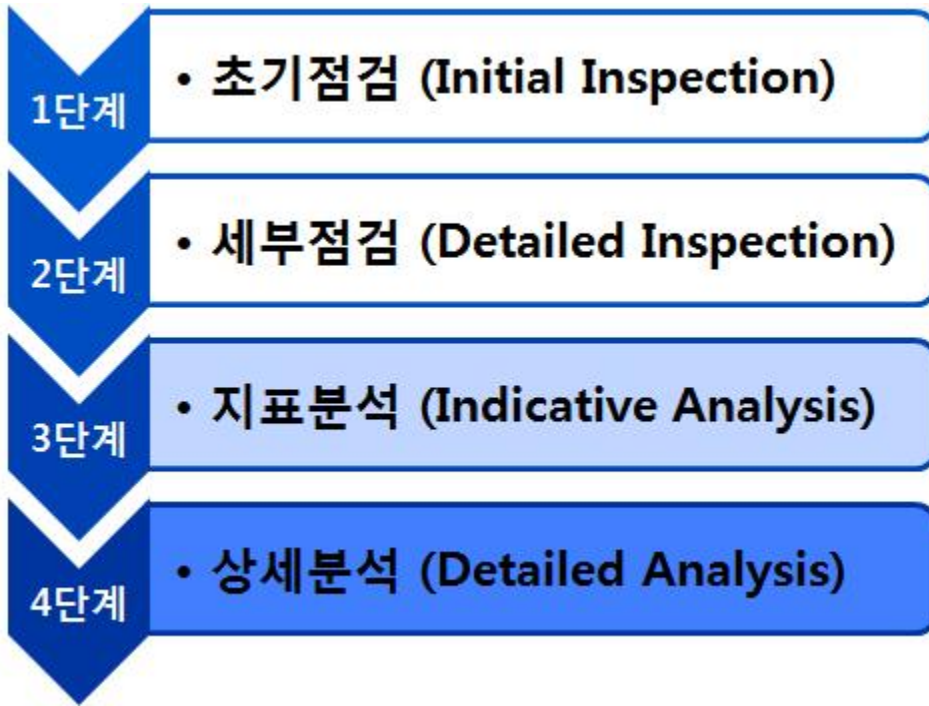 1단계
• 초기점검 (Initial Inspection)
2단계
• 세부점검 (Detailed Inspection)
3단계
• 지표분석 (Indicative Analysis)
4단계
• 상세분석 (Detailed Analysis)